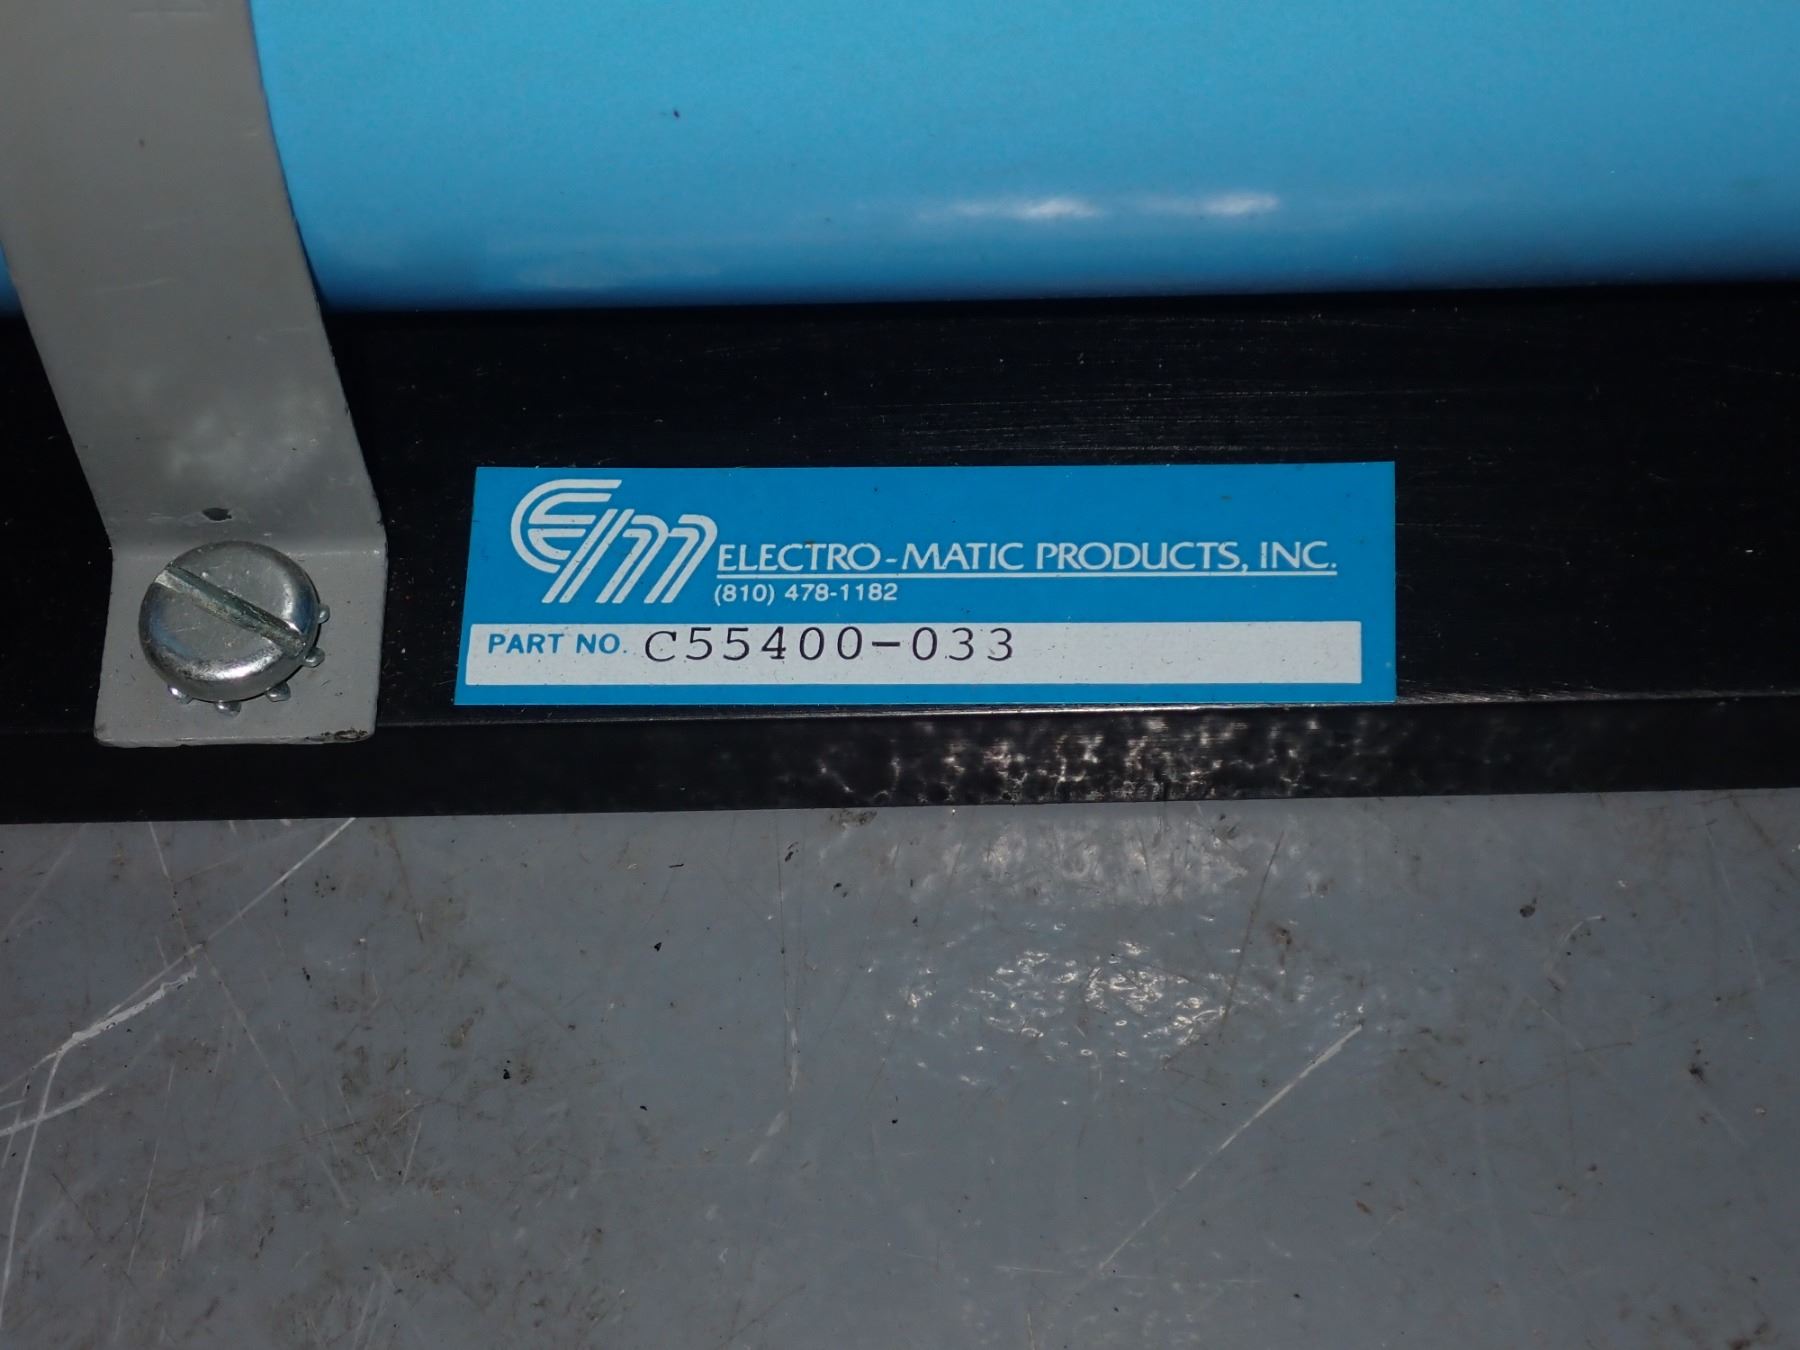 EM ELECTRO-MATIC PRODUCTS, INC.
(810) 478-1182
PART NO. C55400-033